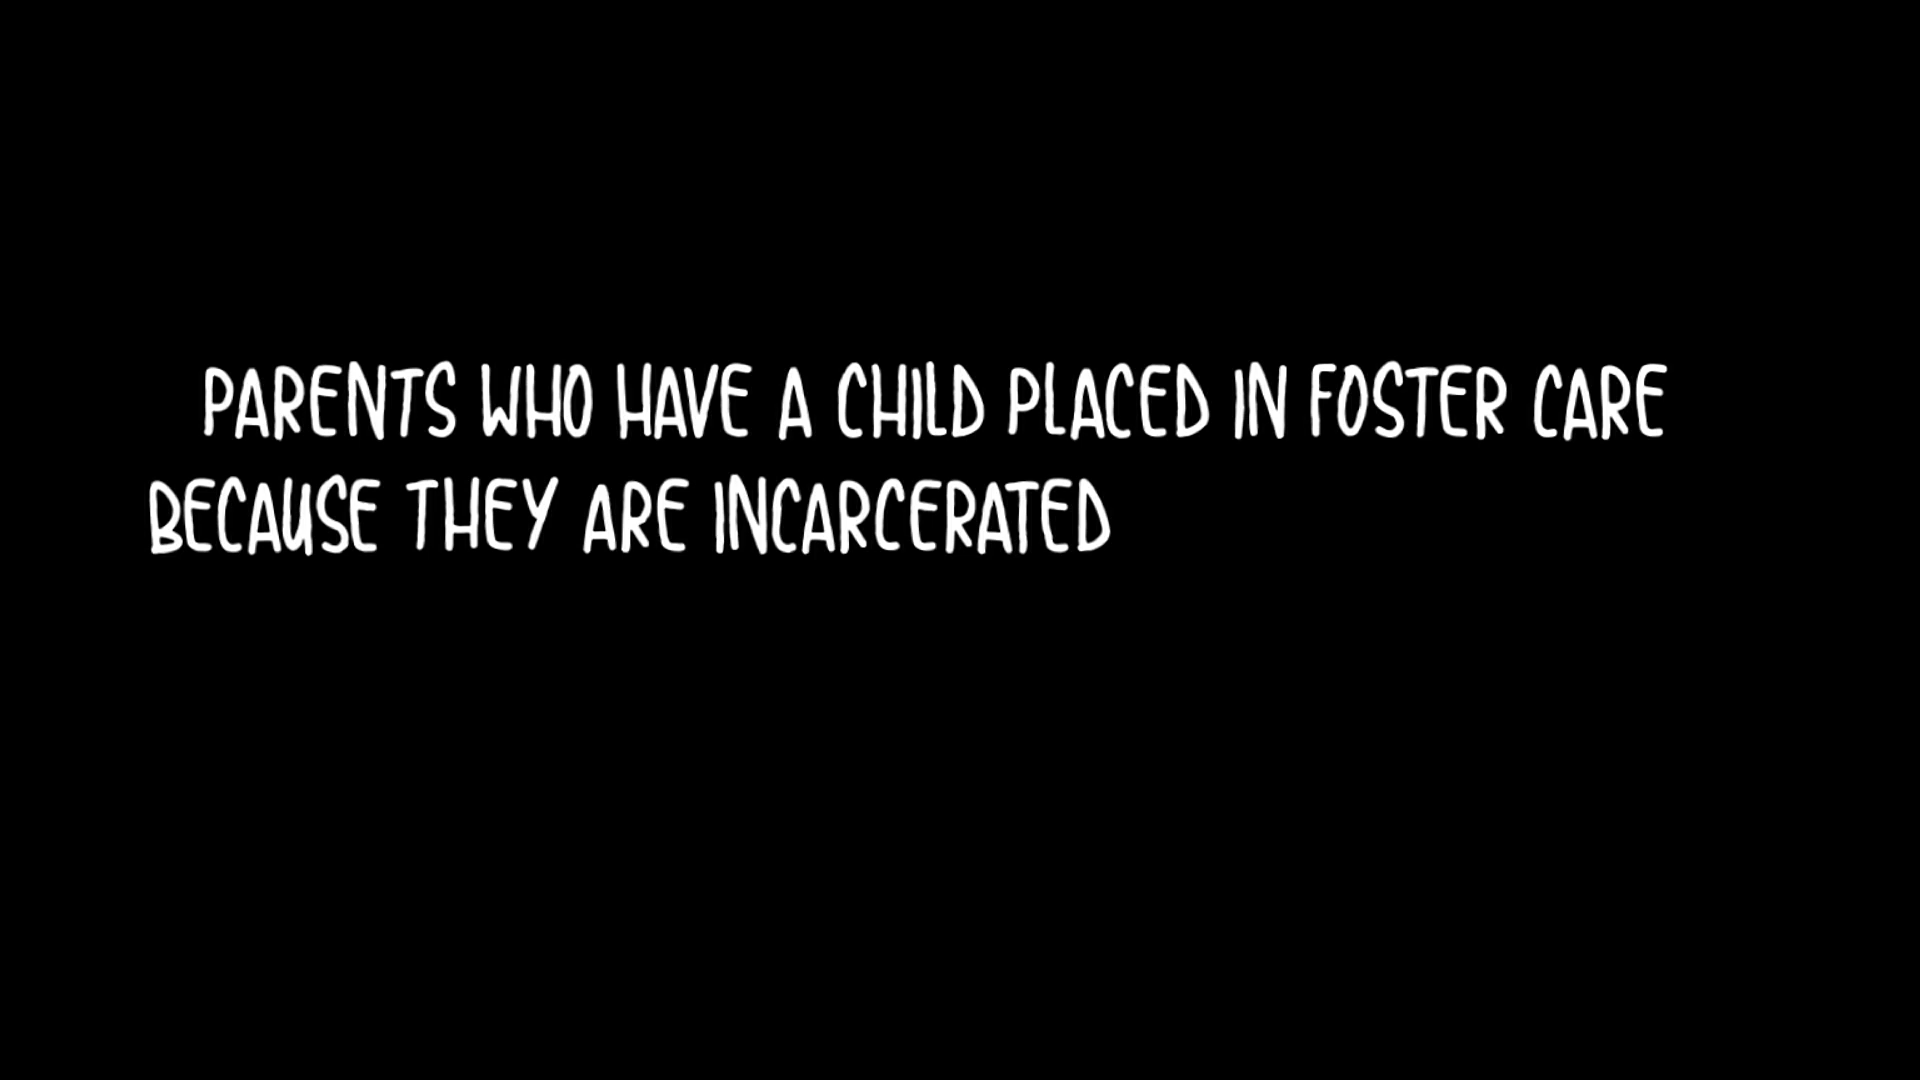 PARENTS WHO HAVE A CHILD PLACED IN FOSTER CARE
BECAUSE THEY ARE INCARCERATED